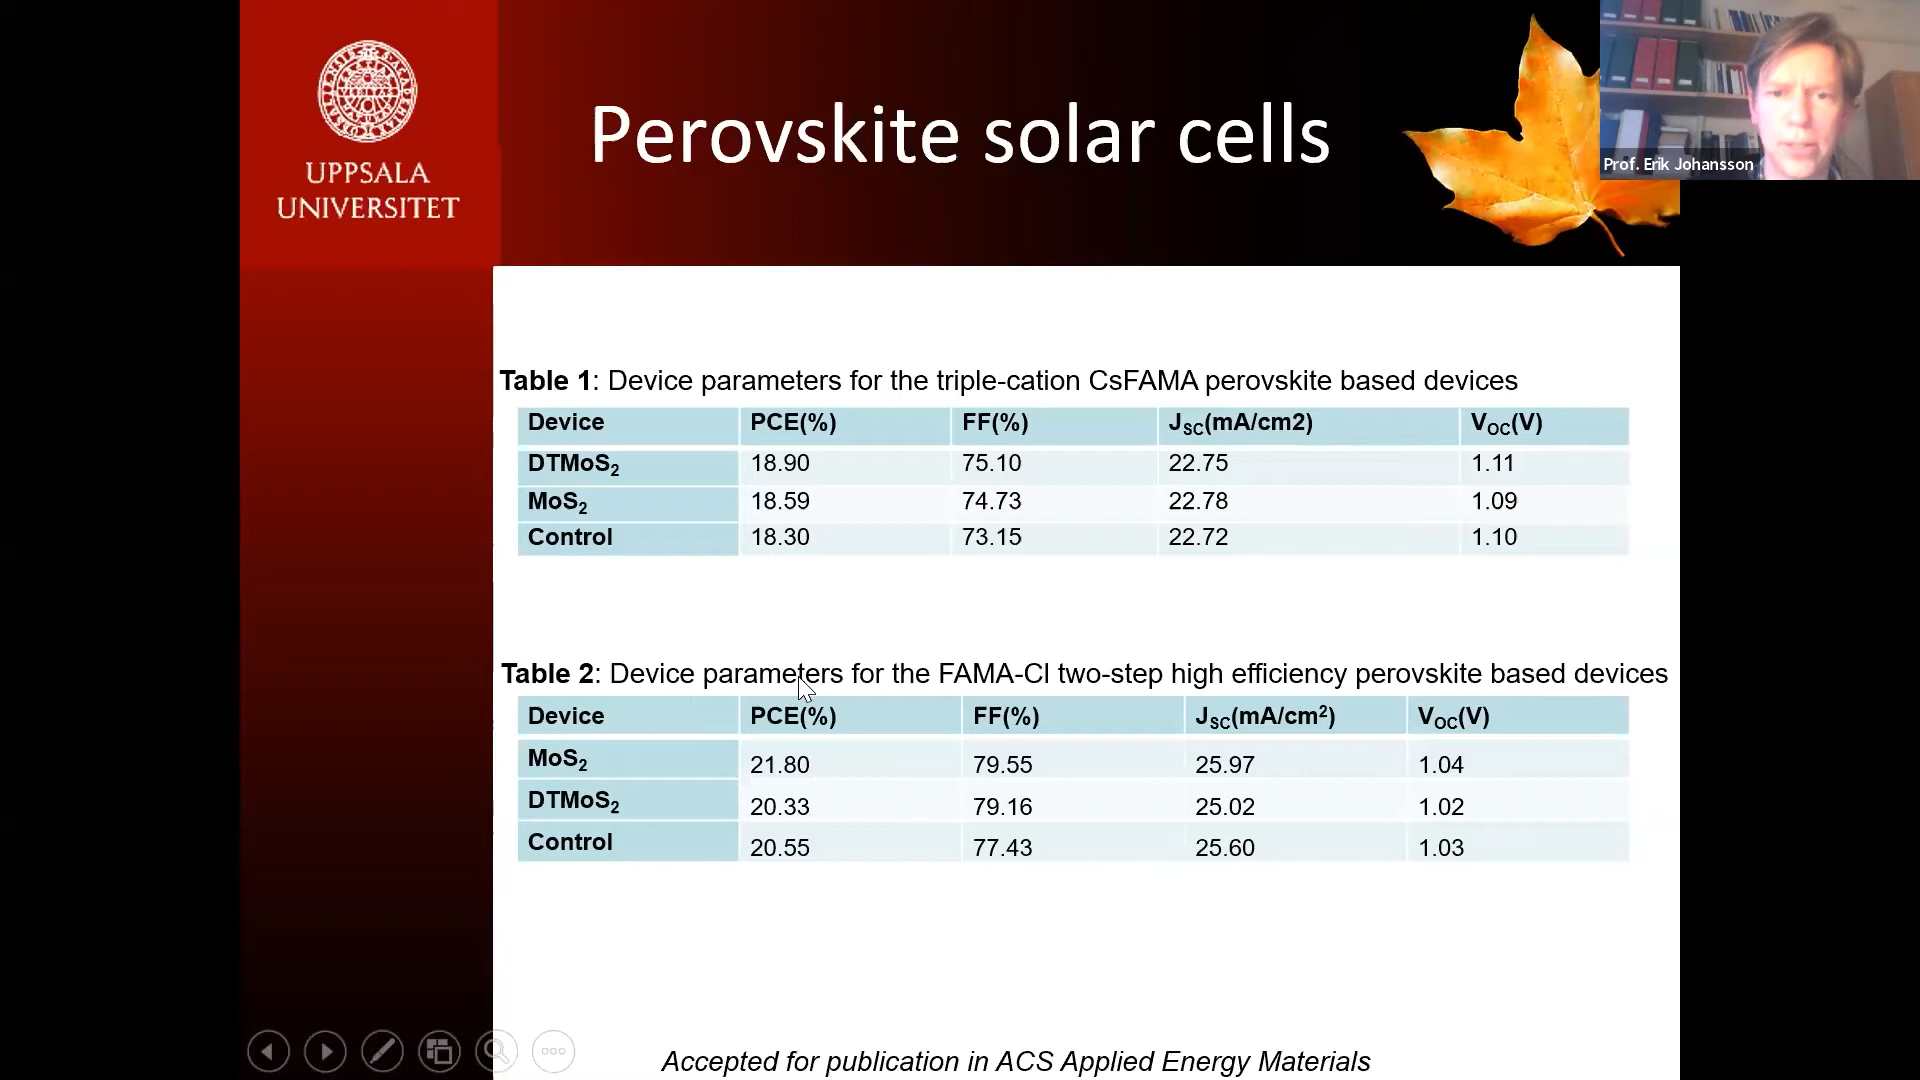 UPPSALA
UNIVERSITET
Perovskite solar cells
Prof. Erik Johansson
Table 1: Device parameters for the triple-cation CsFAMA perovskite based devices
Device PCE(%) FF(%) JSC(mA/cm2) VOC(V)
DTMoS2 18.90 75.10 22.75 1.11
MoS2 18.59 74.73 22.78 1.09
Control 18.30 73.15 22.72 1.10
Table 2: Device parameters for the FAMA-Cl two-step high efficiency perovskite based devices
Device PCE(%) FF(%) JSC(mA/cm²) VOC(V)
MoS2 21.80 79.55 25.97 1.04
DTMoS2 20.33 79.16 25.02 1.02
Control 20.55 77.43 25.60 1.03
Accepted for publication in ACS Applied Energy Materials